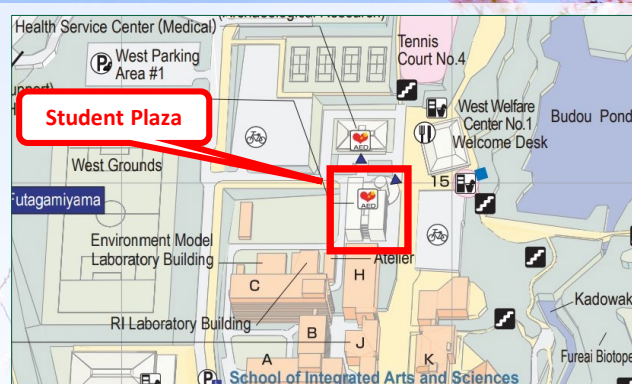 Health Service Center (Medical)
(Archaeological Research)
West Parking
Area #1
Tennis
Court No.4
Student Plaza
AED
West Welfare
Center No.1
Welcome Desk
Budou Pond
West Grounds
15
AED
Futagamiyama
Environment Model
Laboratory Building
Atelier
C
H
Kadowak
RI Laboratory Building
B
J
Fureai Biotope
A
K
P
School of Integrated Arts and Sciences